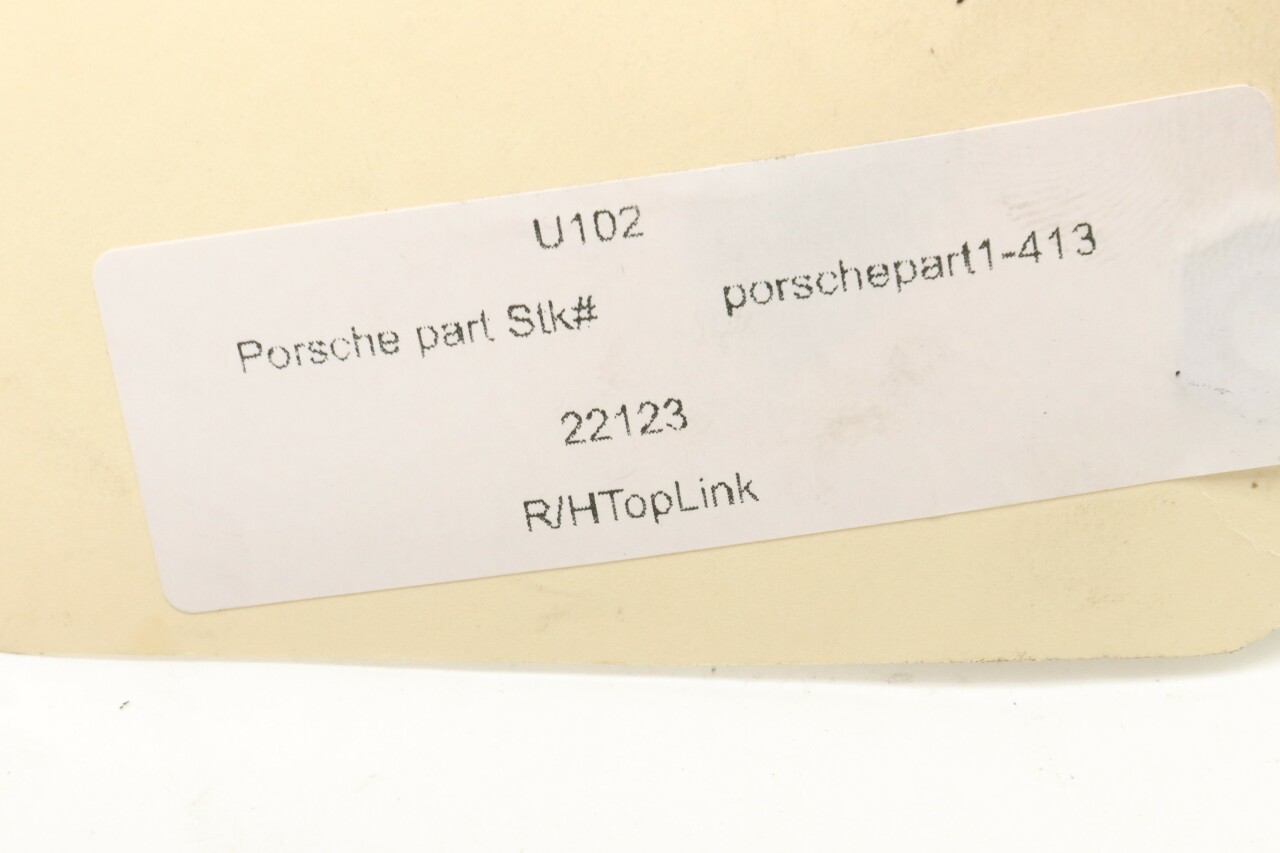 U102
Porsche part Stk# porschepart1-413
22123
R/HTopLink